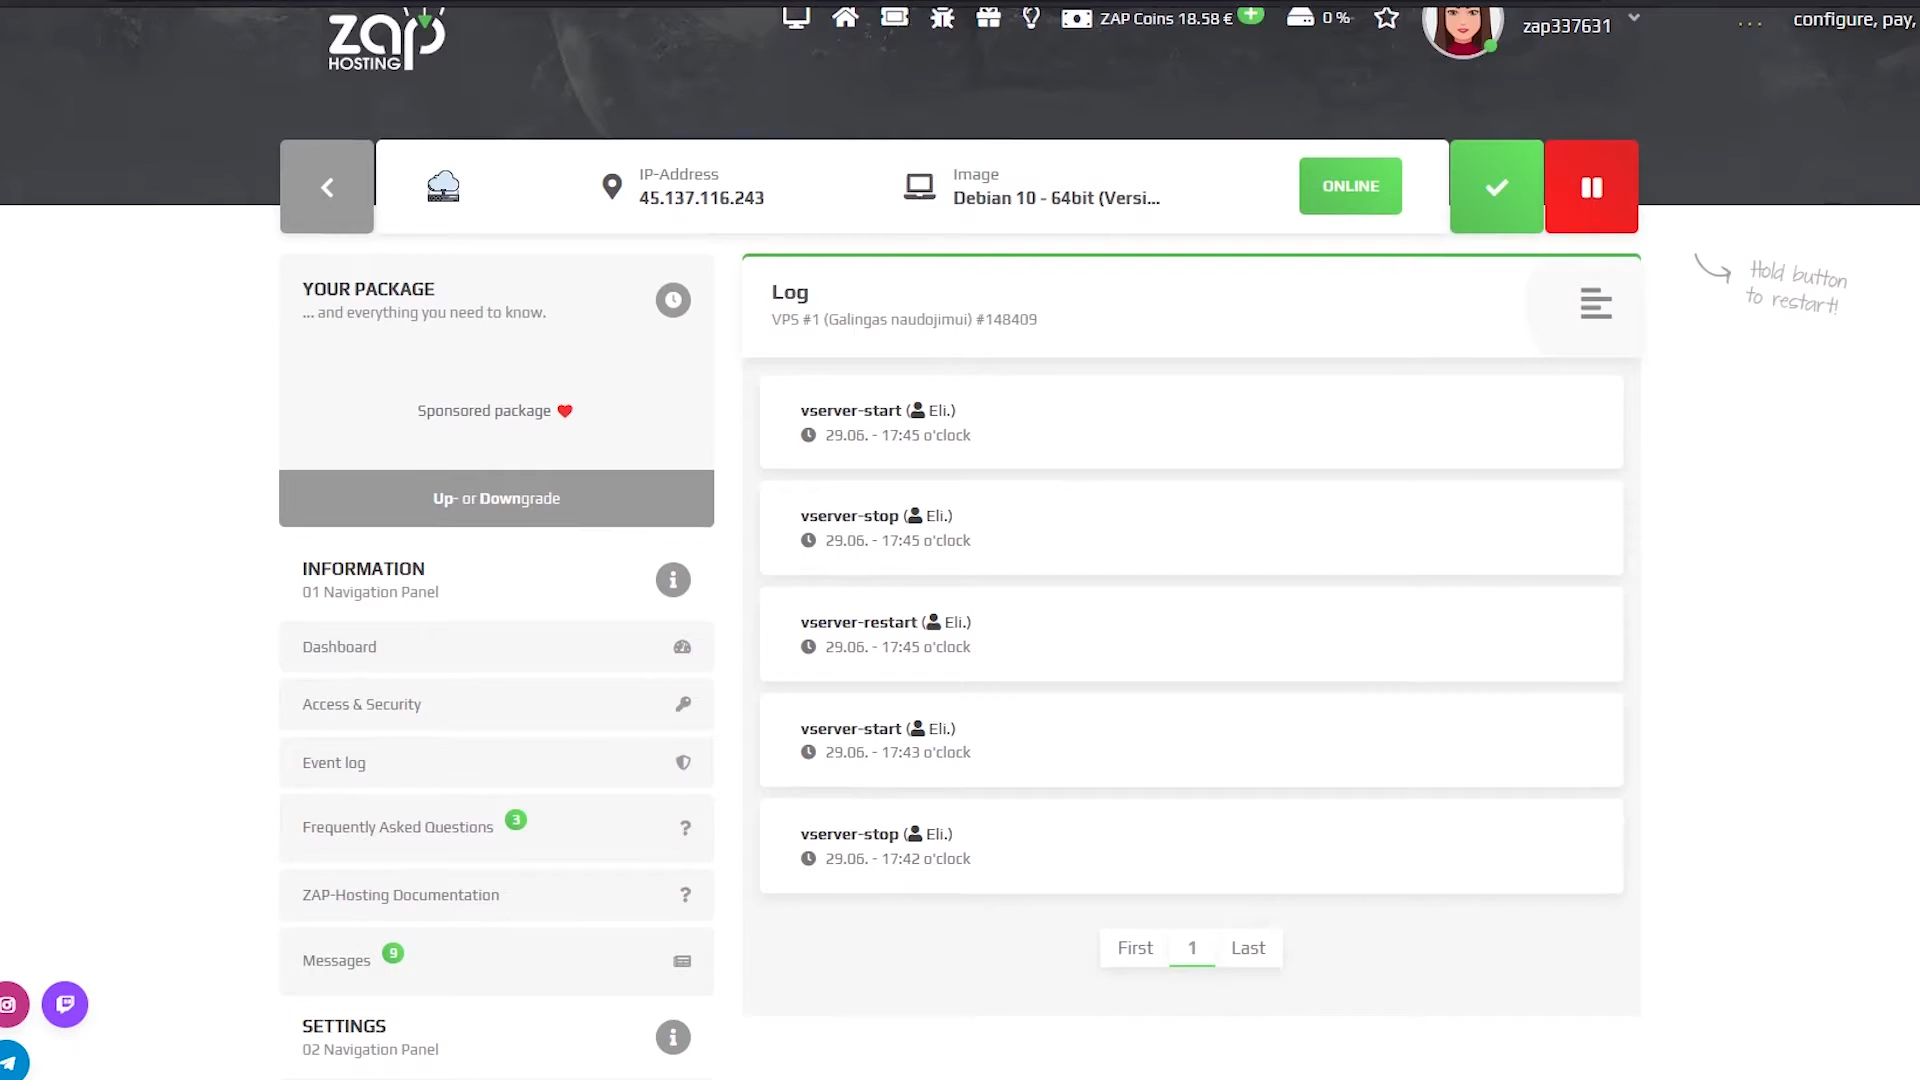 zap
HOSTING
ZAP Coins 18.58 €
0 %
zap337631
...
configure, pay,
IP-Address
45.137.116.243
Image
Debian 10 - 64bit (Versi...
ONLINE
Hold button
to restart!
YOUR PACKAGE
... and everything you need to know.
Sponsored package
Up- or Downgrade
INFORMATION
01 Navigation Panel
Dashboard
Access & Security
Event log
Frequently Asked Questions 3
ZAP-Hosting Documentation
Messages 9
SETTINGS
02 Navigation Panel
Log
VPS #1 (Galingas naudojimui) #148409
vserver-start (Eli.)
29.06. - 17:45 o'clock
vserver-stop (Eli.)
29.06. - 17:45 o'clock
vserver-restart (Eli.)
29.06. - 17:45 o'clock
vserver-start (Eli.)
29.06. - 17:43 o'clock
vserver-stop (Eli.)
29.06. - 17:42 o'clock
First 1 Last